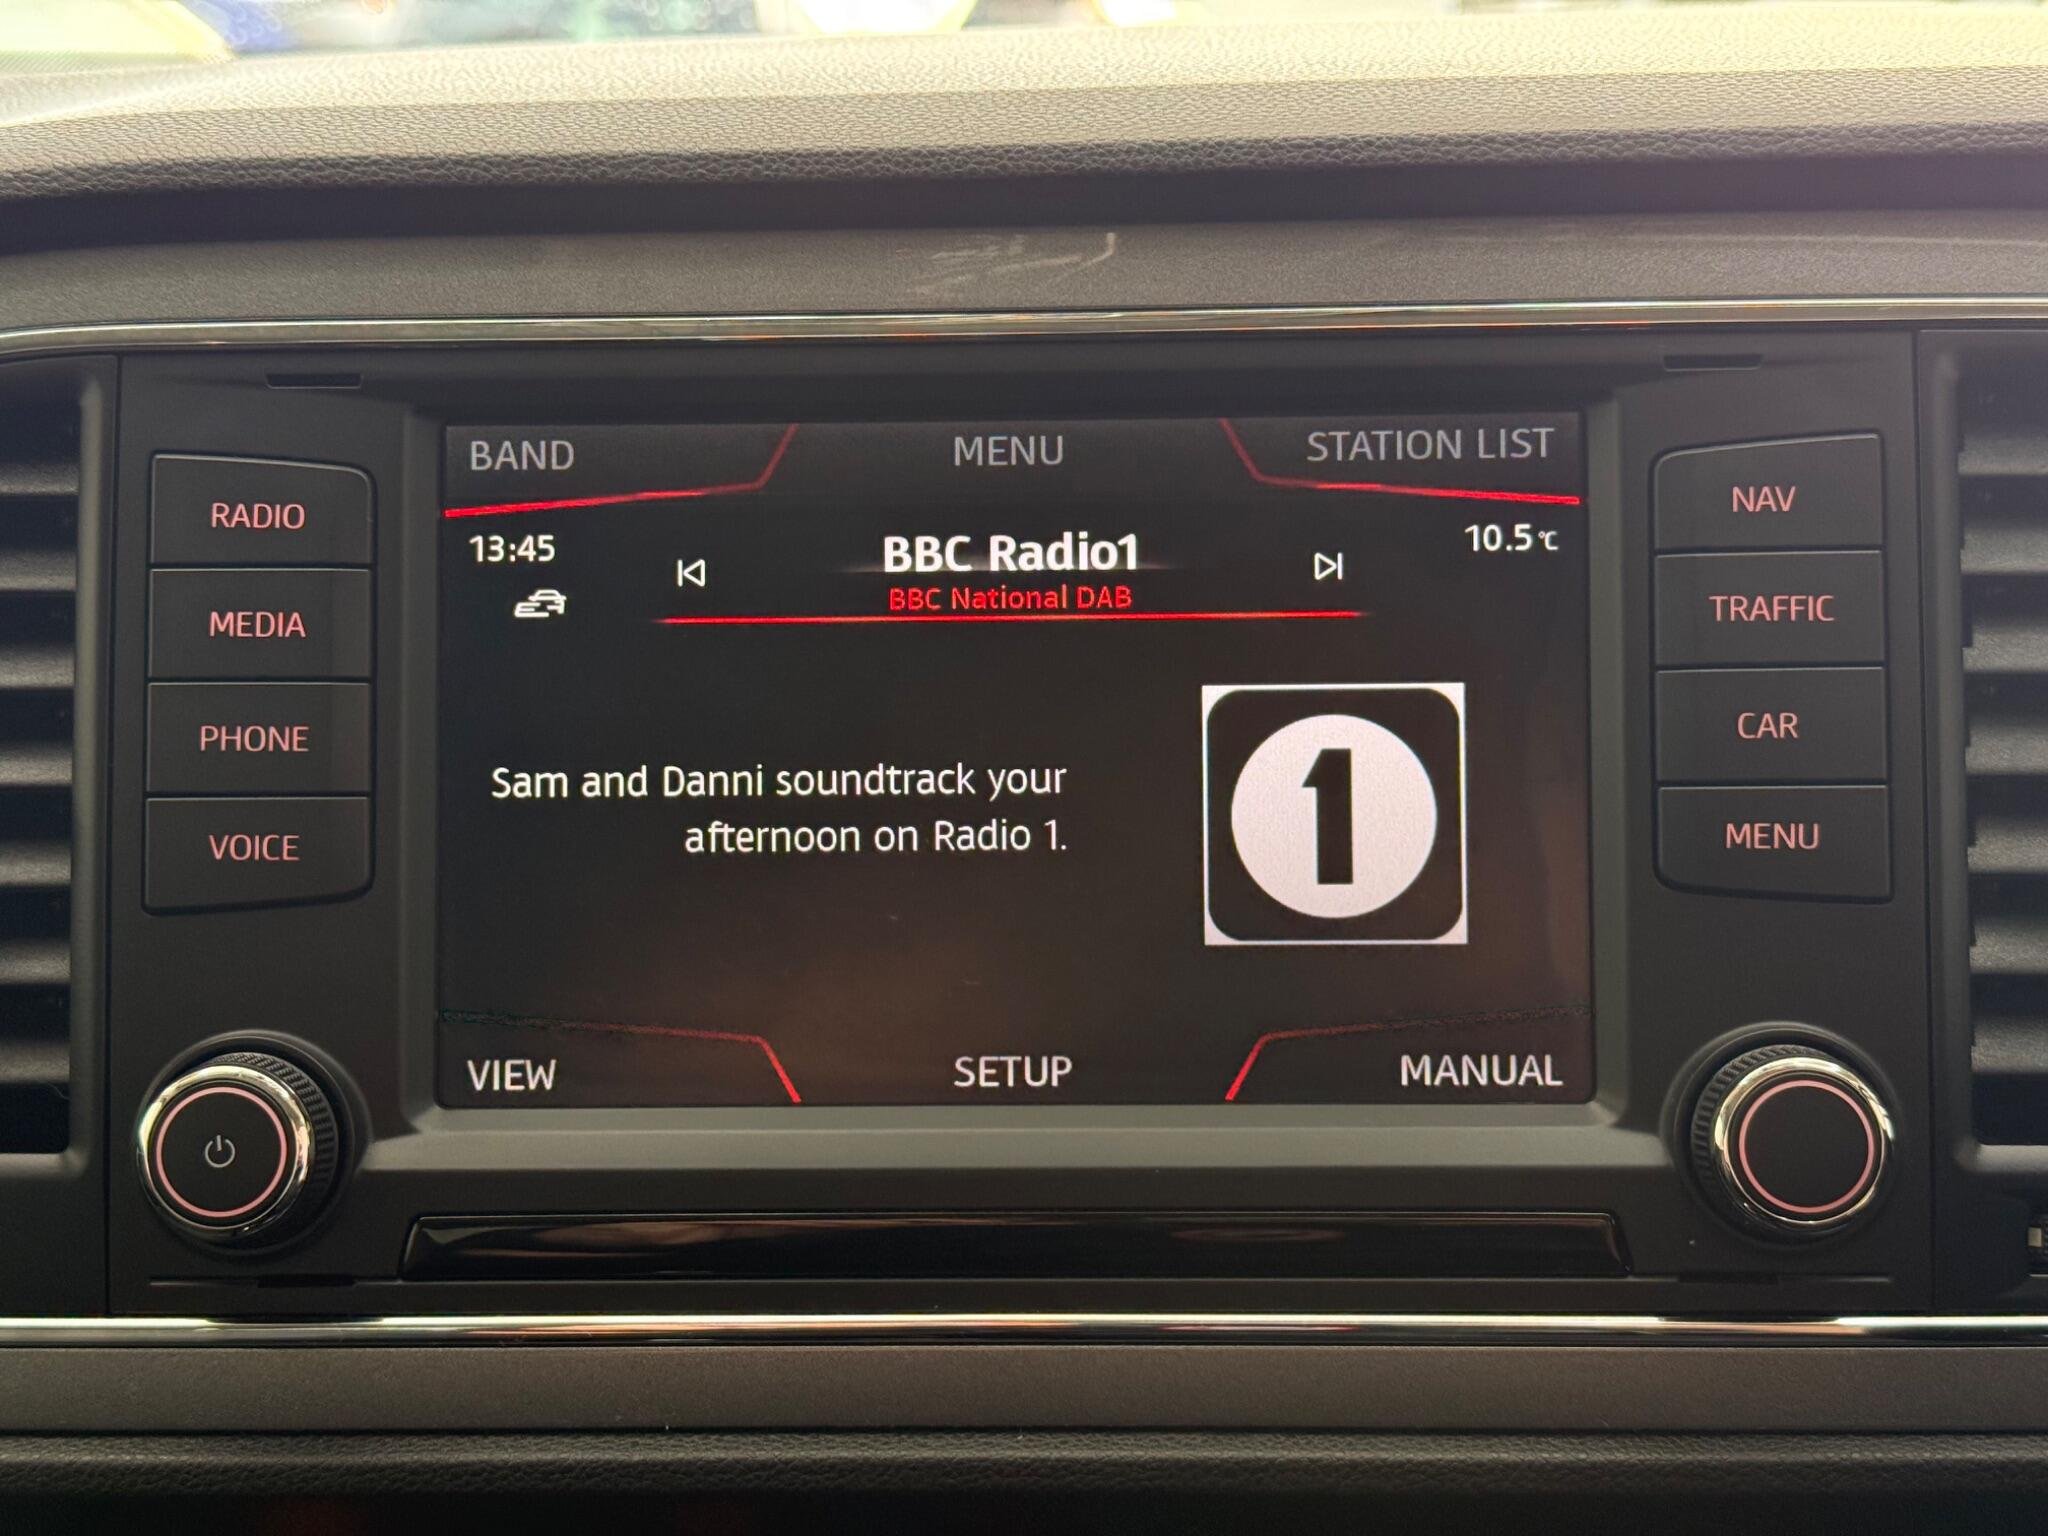 BAND
MENU
STATION LIST
RADIO
MEDIA
PHONE
VOICE
13:45
BBC Radio1
BBC National DAB
10.5°C
Sam and Danni soundtrack your
afternoon on Radio 1.
1
VIEW
SETUP
MANUAL
NAV
TRAFFIC
CAR
MENU